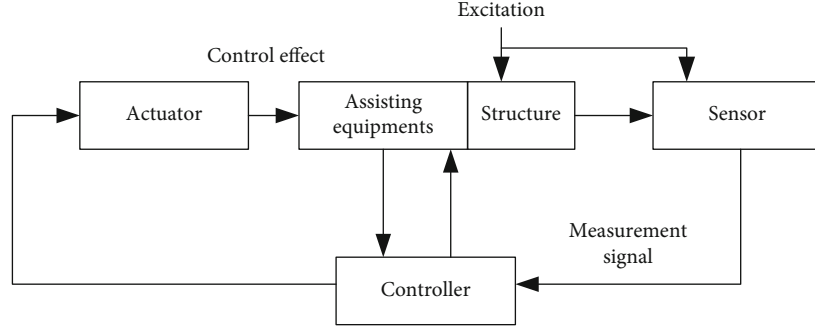 Excitation
Control effect
Actuator
Assisting
equipments
Structure
Sensor
Measurement
signal
Controller